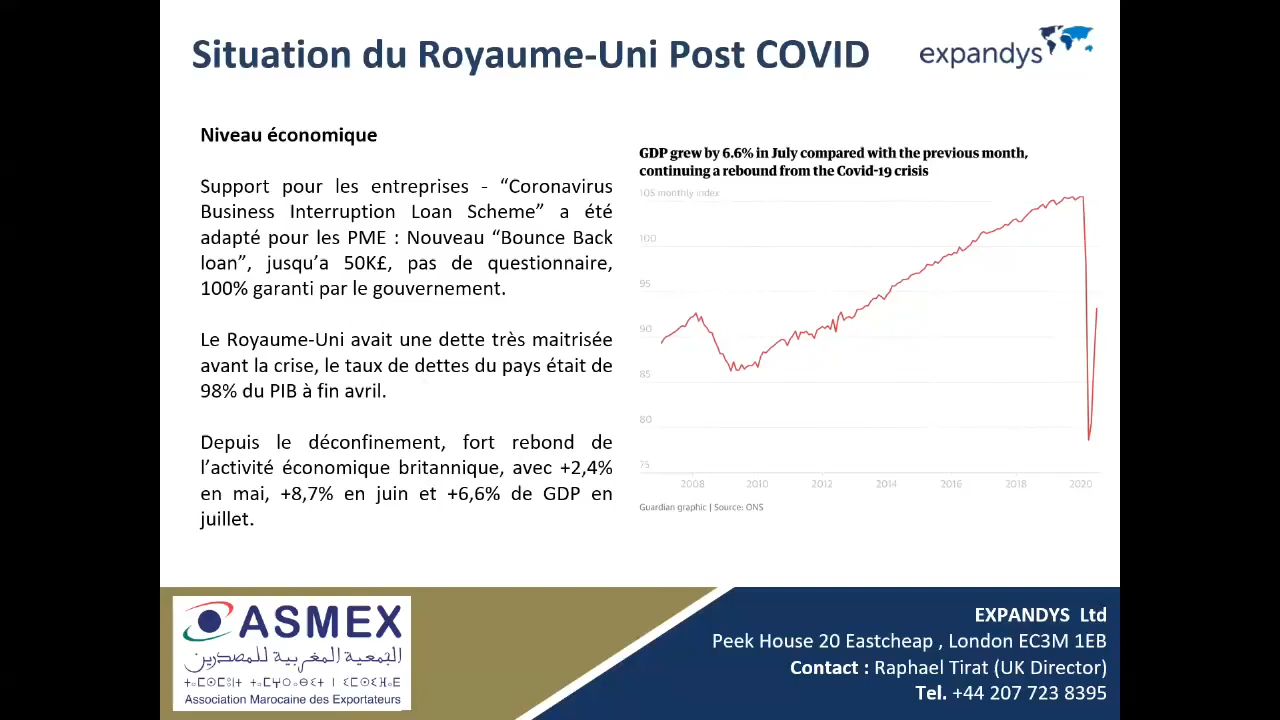 Situation du Royaume-Uni Post COVID
expandys
Niveau économique
Support pour les entreprises - “Coronavirus
Business Interruption Loan Scheme” a été
adapté pour les PME : Nouveau “Bounce Back
loan”, jusqu’a 50K£, pas de questionnaire,
100% garanti par le gouvernement.
Le Royaume-Uni avait une dette très maitrisée
avant la crise, le taux de dettes du pays était de
98% du PIB à fin avril.
Depuis le déconfinement, fort rebond de
l’activité économique britannique, avec +2,4%
en mai, +8,7% en juin et +6,6% de GDP en
juillet.
GDP grew by 6.6% in July compared with the previous month,
continuing a rebound from the Covid-19 crisis
105 monthly index
100
95
90
85
80
75
2008 2010 2012 2014 2016 2018 2020
Guardian graphic | Source: ONS
ASMEX
الجمعية المغربية للمصدرين
Association Marocaine des Exportateurs
EXPANDYS Ltd
Peek House 20 Eastcheap , London EC3M 1EB
Contact : Raphael Tirat (UK Director)
Tel. +44 207 723 8395